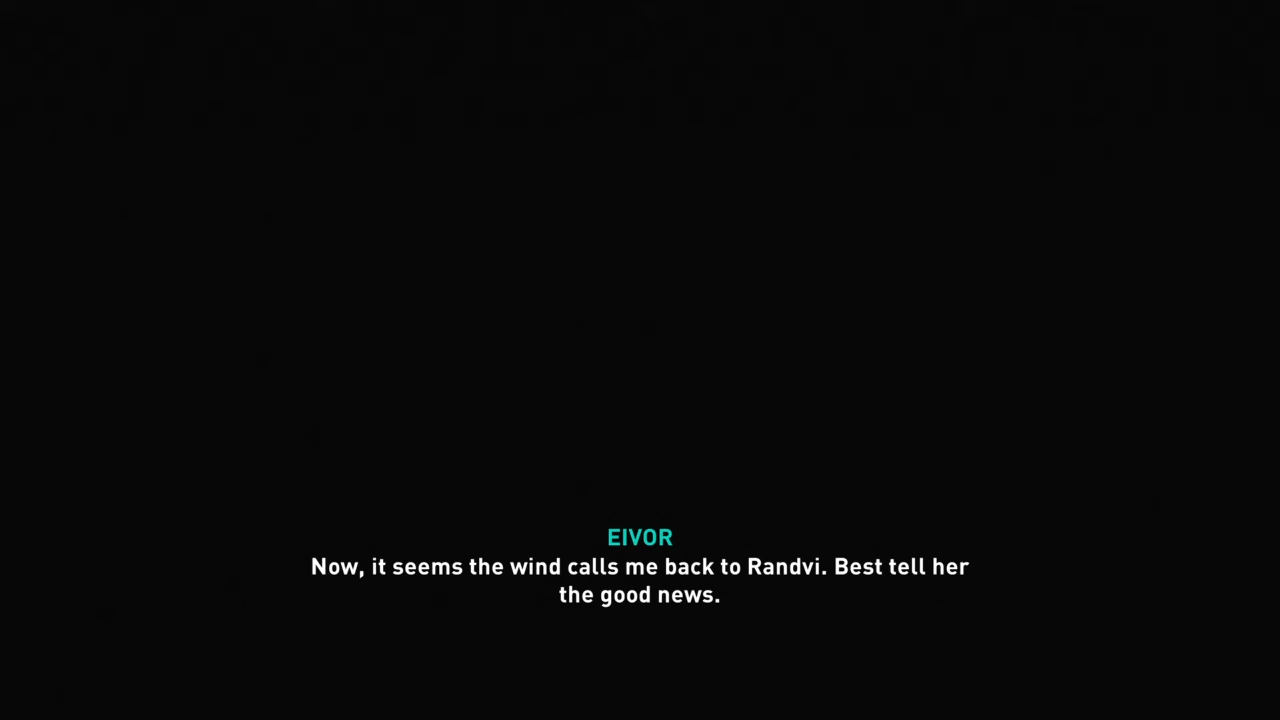 EIVOR
Now, it seems the wind calls me back to Randvi. Best tell her
the good news.